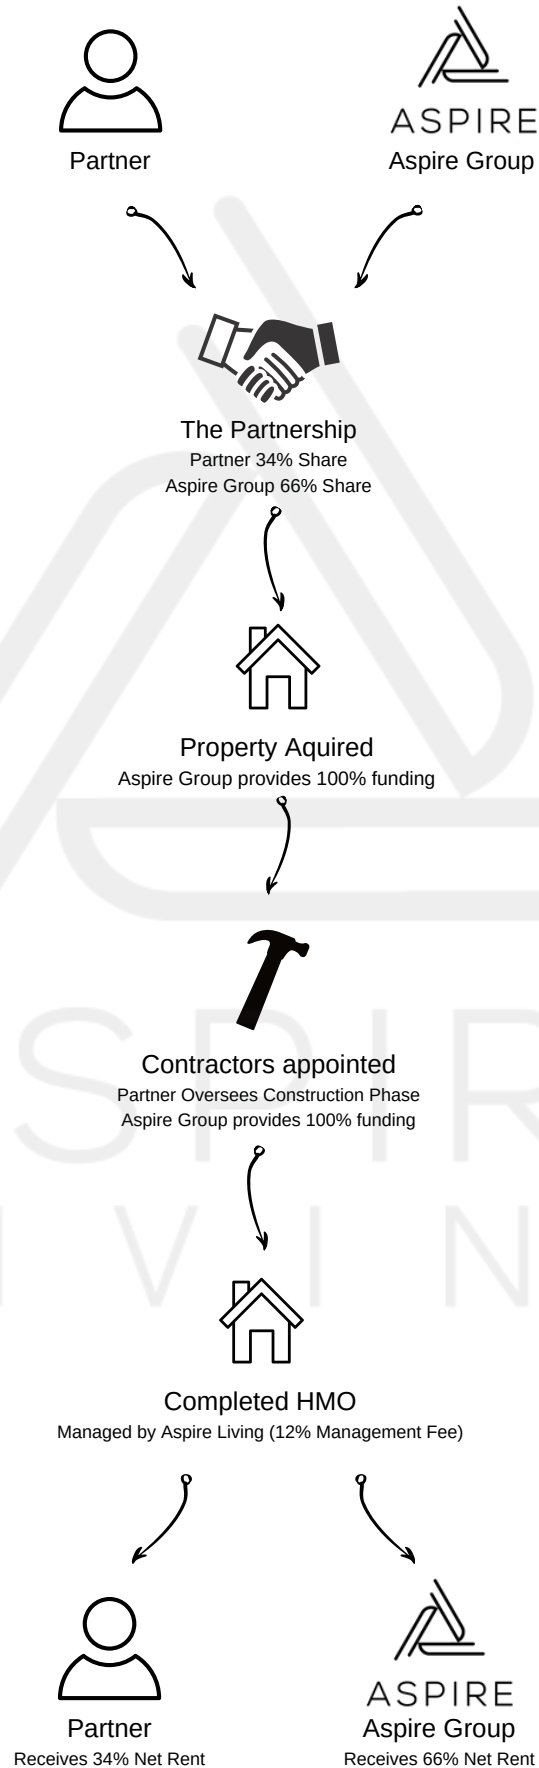 ASPIRE
Partner
Aspire Group
The Partnership
Partner 34% Share
Aspire Group 66% Share
Property Aquired
Aspire Group provides 100% funding
Contractors appointed
Partner Oversees Construction Phase
Aspire Group provides 100% funding
SPIR
IVIN
Completed HMO
Managed by Aspire Living (12% Management Fee)
ASPIRE
Partner
Aspire Group
Receives 34% Net Rent
Receives 66% Net Rent